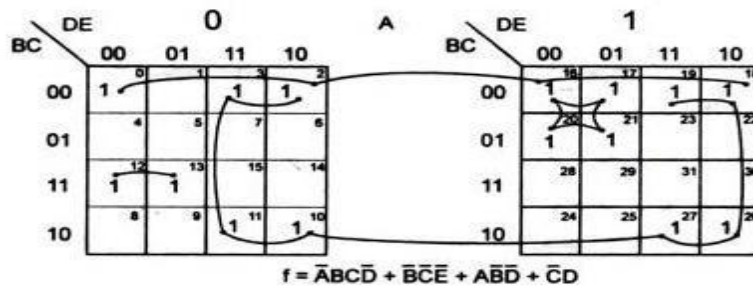 DE 0 A DE 1
BC 00 01 11 10 BC 00 01 11 10
0 1 3 2 16 17 19 18
00 1 1 1 00 1 1 1 1
4 5 7 6 20 21 23 22
01 01 1 1
12 13 15 14 28 29 31 30
11 1 1 11
8 9 11 10 24 25 27 26
10 1 1 10 1 1
f = A̅BCD̅ + B̅C̅E̅ + AB̅D̅ + C̅D